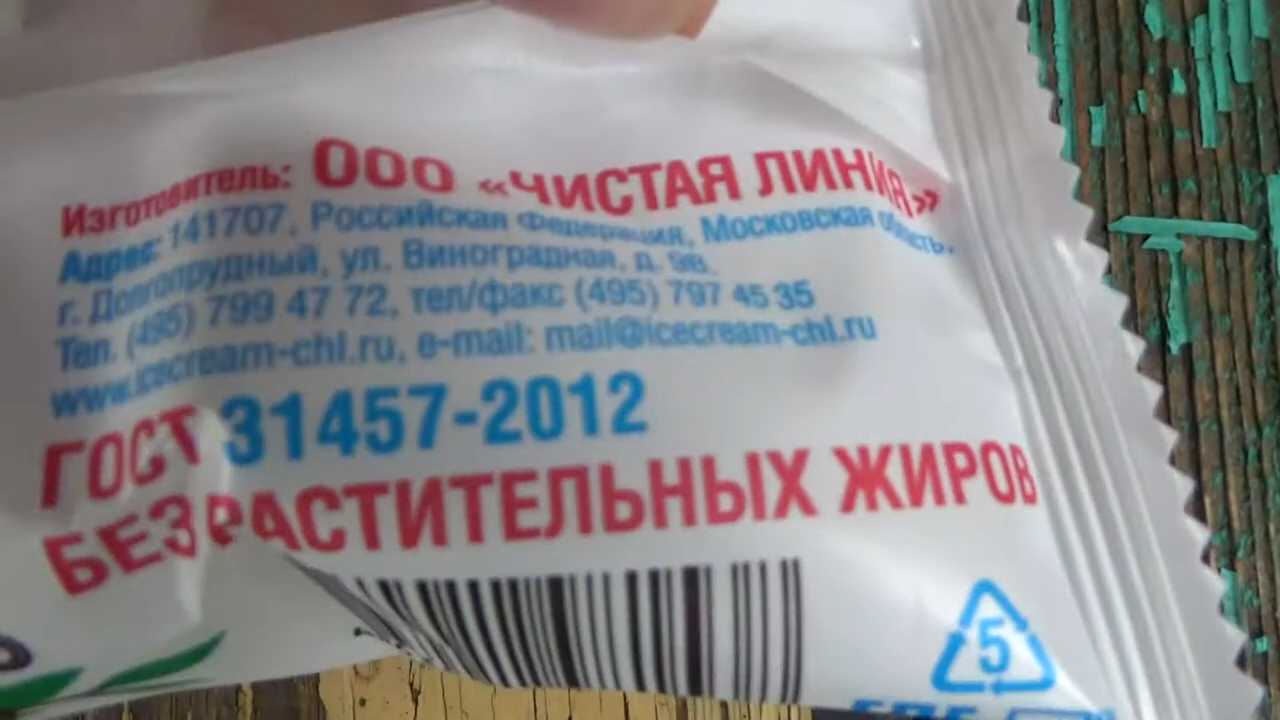 Изготовитель: ООО «ЧИСТАЯ ЛИНИЯ»
Адрес: 141707, Российская Федерация, Московская область,
г. Долгопрудный, ул. Виноградная, д. 9В.
Тел. (495) 799 47 72, тел/факс (495) 797 45 35
www.icecream-chl.ru, e-mail: mail@icecream-chl.ru
ГОСТ 31457-2012
БЕЗ РАСТИТЕЛЬНЫХ ЖИРОВ
5